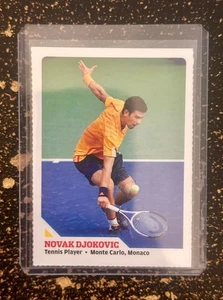 NOVAK DJOKOVIC
Tennis Player • Monte Carlo, Monaco